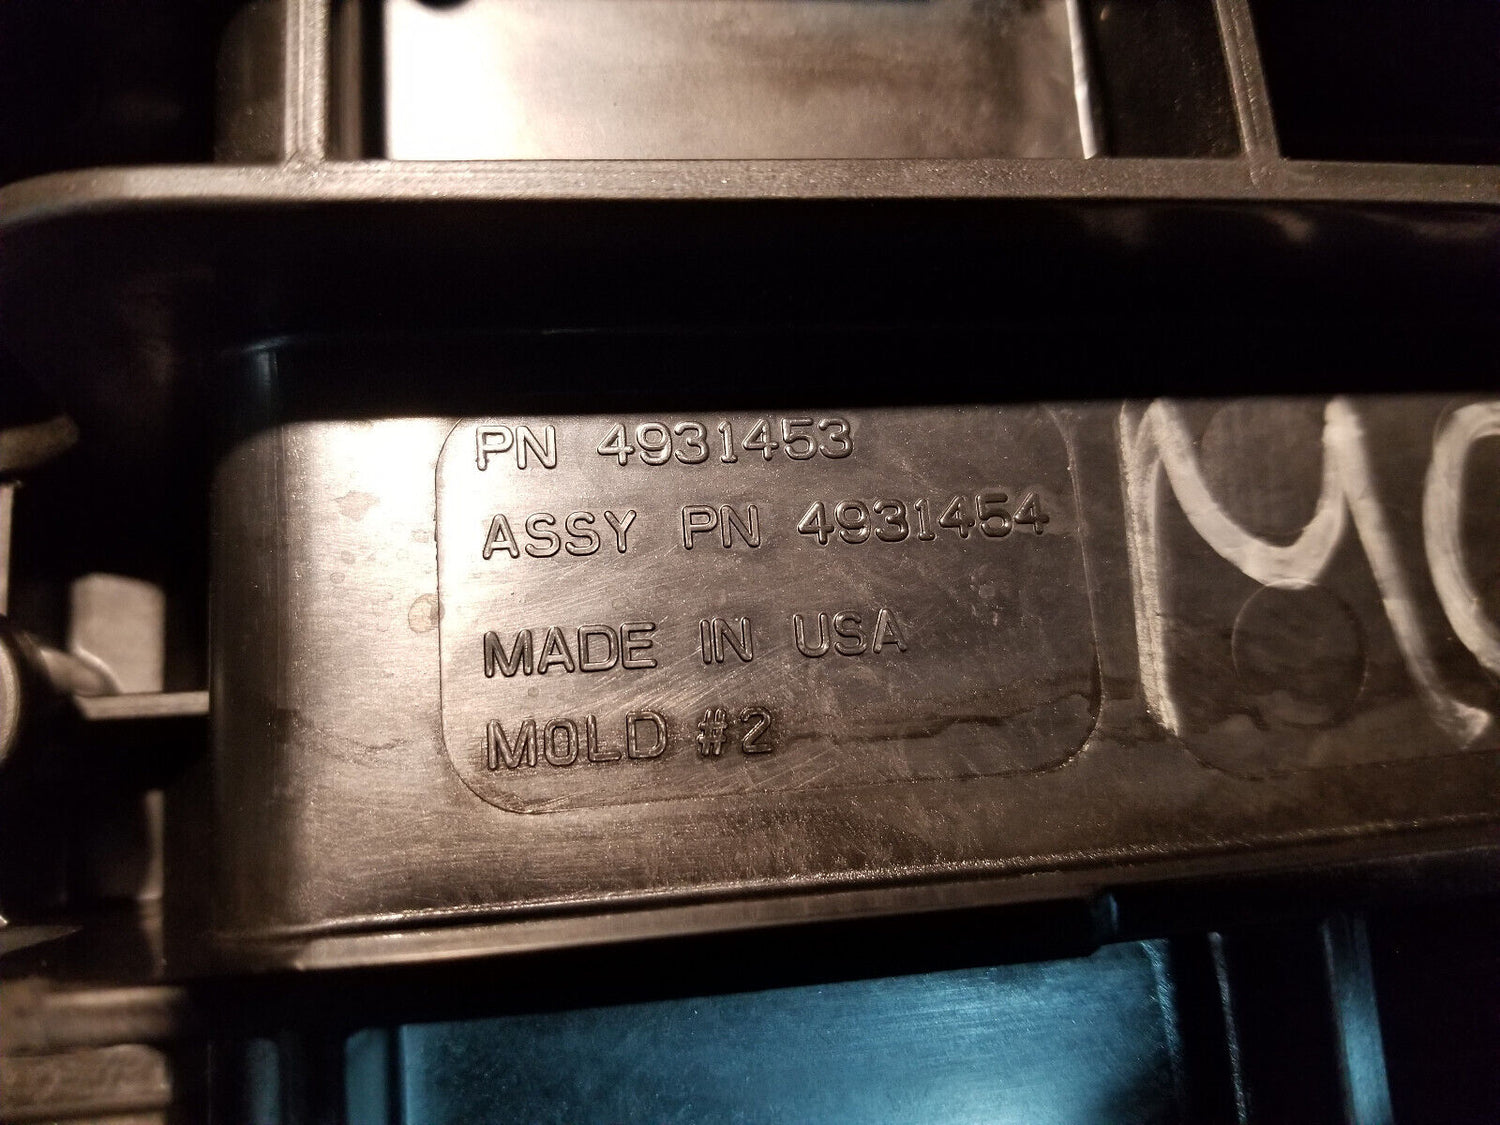 PN 4931453
ASSY PN 4931454
MADE IN USA
MOLD #2